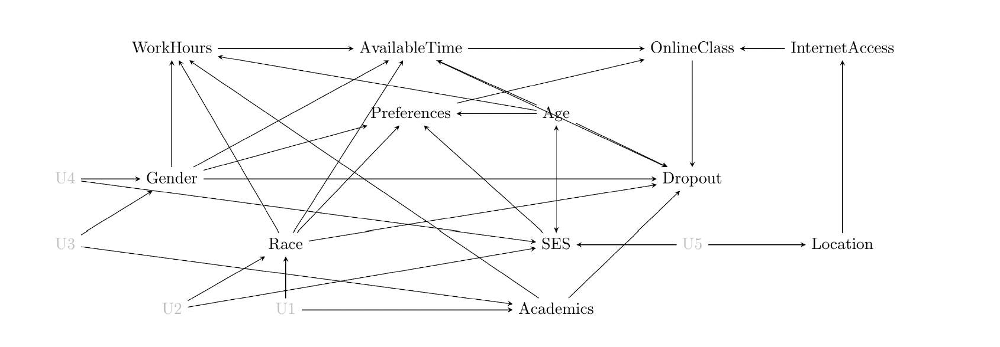 WorkHours AvailableTime OnlineClass InternetAccess
Preferences Age
U4 Gender Dropout
U3 Race SES U5 Location
U2 U1 Academics